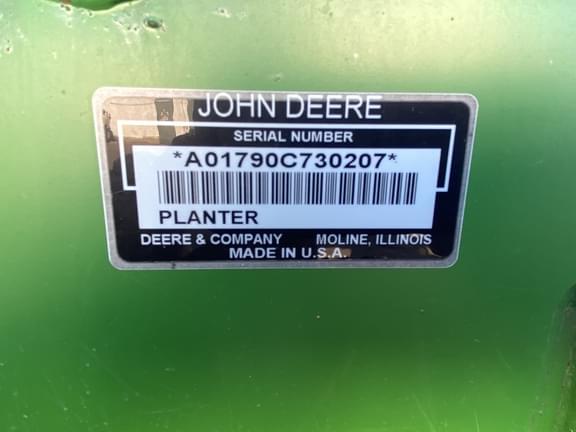 JOHN DEERE
SERIAL NUMBER
*A01790C730207*
PLANTER
DEERE & COMPANY MOLINE, ILLINOIS
MADE IN U.S.A.